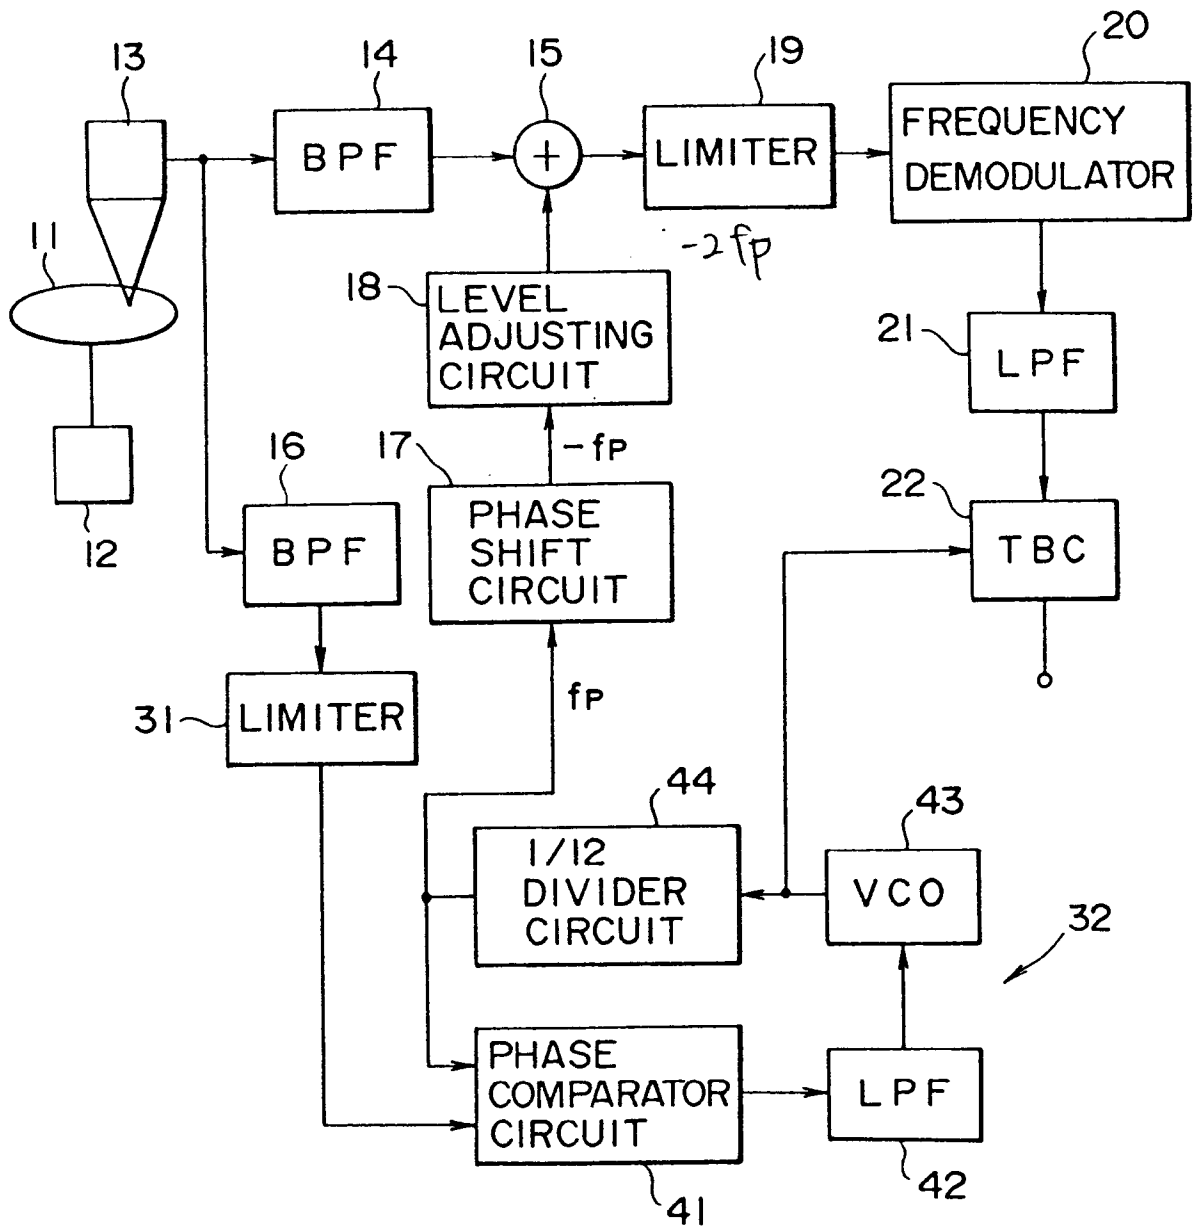 13
14
15
19
20
BPF
+
LIMITER
FREQUENCY
DEMODULATOR
11
-2fp
18
LEVEL
ADJUSTING
CIRCUIT
21
LPF
12
16
17
-fP
22
BPF
PHASE
SHIFT
CIRCUIT
TBC
31
LIMITER
fP
44
43
1/12
DIVIDER
CIRCUIT
VCO
32
PHASE
COMPARATOR
CIRCUIT
LPF
41
42